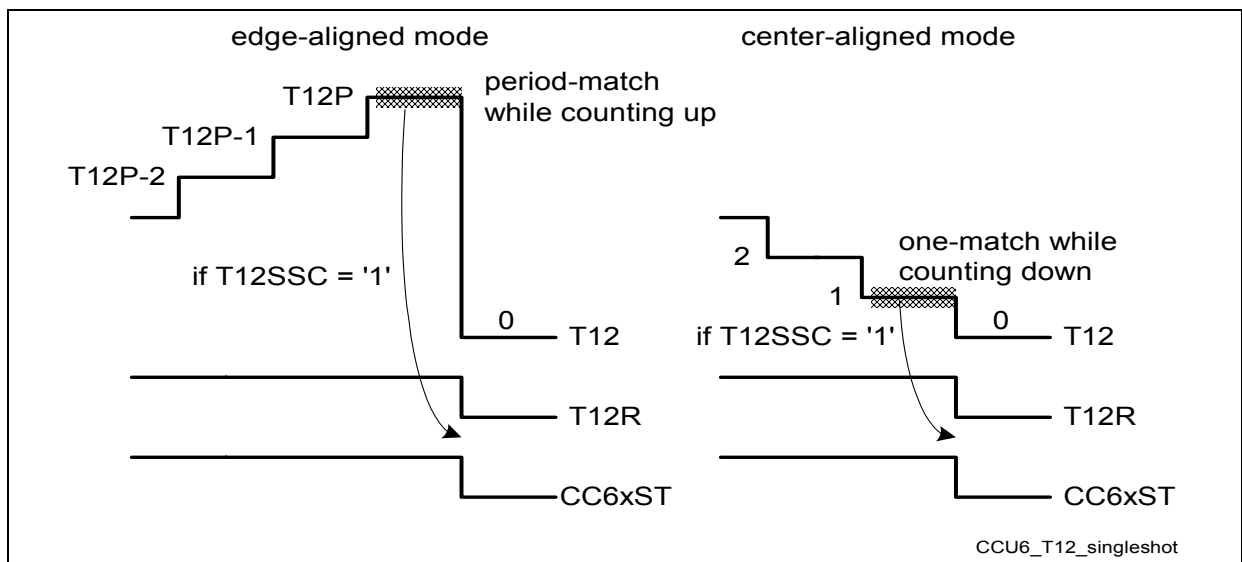 edge-aligned mode
T12P
period-match
while counting up
T12P-1
T12P-2
if T12SSC = '1'
0
T12
T12R
CC6xST
center-aligned mode
2
one-match while
counting down
1
0
if T12SSC = '1'
T12
T12R
CC6xST
CCU6_T12_singleshot